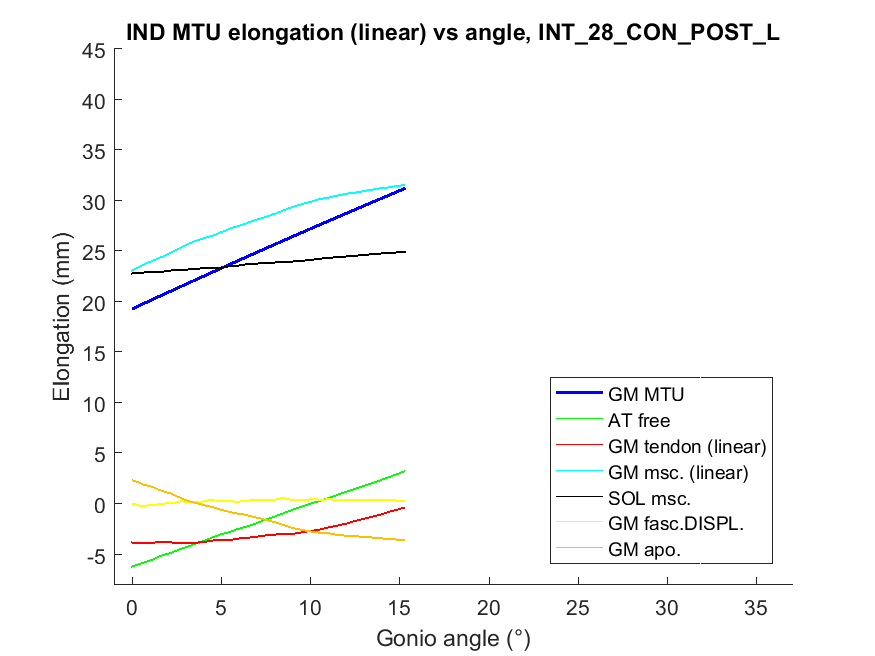 IND MTU elongation (linear) vs angle, INT_28_CON_POST_L
45
40
35
30
25
20
15
10
5
0
-5
Elongation (mm)
0 5 10 15 20 25 30 35
Gonio angle (°)
GM MTU
AT free
GM tendon (linear)
GM msc. (linear)
SOL msc.
GM fasc.DISPL.
GM apo.